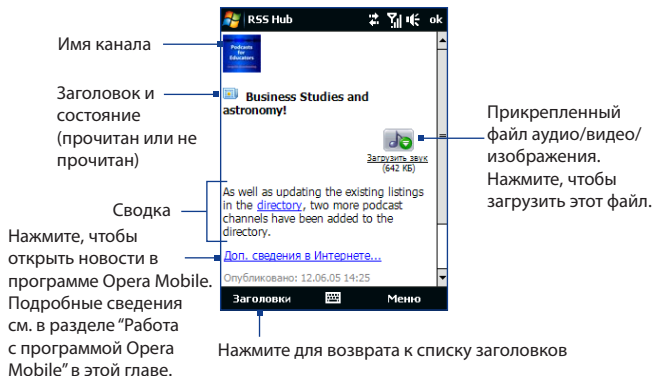 RSS Hub
ok
Имя канала
Podcasts
for
Educators
Заголовок и
состояние
(прочитан или не
прочитан)
Business Studies and
astronomy!
Прикрепленный
файл аудио/видео/
изображения.
Нажмите, чтобы
загрузить этот файл.
Загрузить звук
(642 КБ)
Сводка
As well as updating the existing listings
in the directory, two more podcast
channels have been added to the
directory.
Нажмите, чтобы
открыть новости в
программе Opera Mobile.
Подробные сведения
см. в разделе “Работа
с программой Opera
Mobile” в этой главе.
Доп. сведения в Интернете...
Опубликовано: 12.06.05 14:25
Заголовки
Меню
Нажмите для возврата к списку заголовков